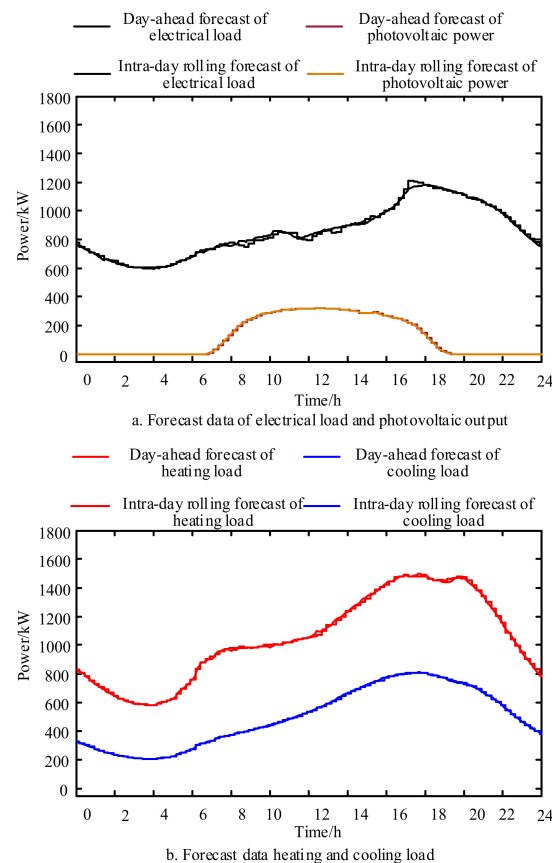 Day-ahead forecast of electrical load
Day-ahead forecast of photovoltaic power
Intra-day rolling forecast of electrical load
Intra-day rolling forecast of photovoltaic power
1800
1600
1400
1200
1000
800
600
400
200
0
Power/kW
0 2 4 6 8 10 12 14 16 18 20 22 24
Time/h
a. Forecast data of electrical load and photovoltaic output
Day-ahead forecast of heating load
Day-ahead forecast of cooling load
Intra-day rolling forecast of heating load
Intra-day rolling forecast of cooling load
1800
1600
1400
1200
1000
800
600
400
200
0
Power/kW
0 2 4 6 8 10 12 14 16 18 20 22 24
Time/h
b. Forecast data heating and cooling load